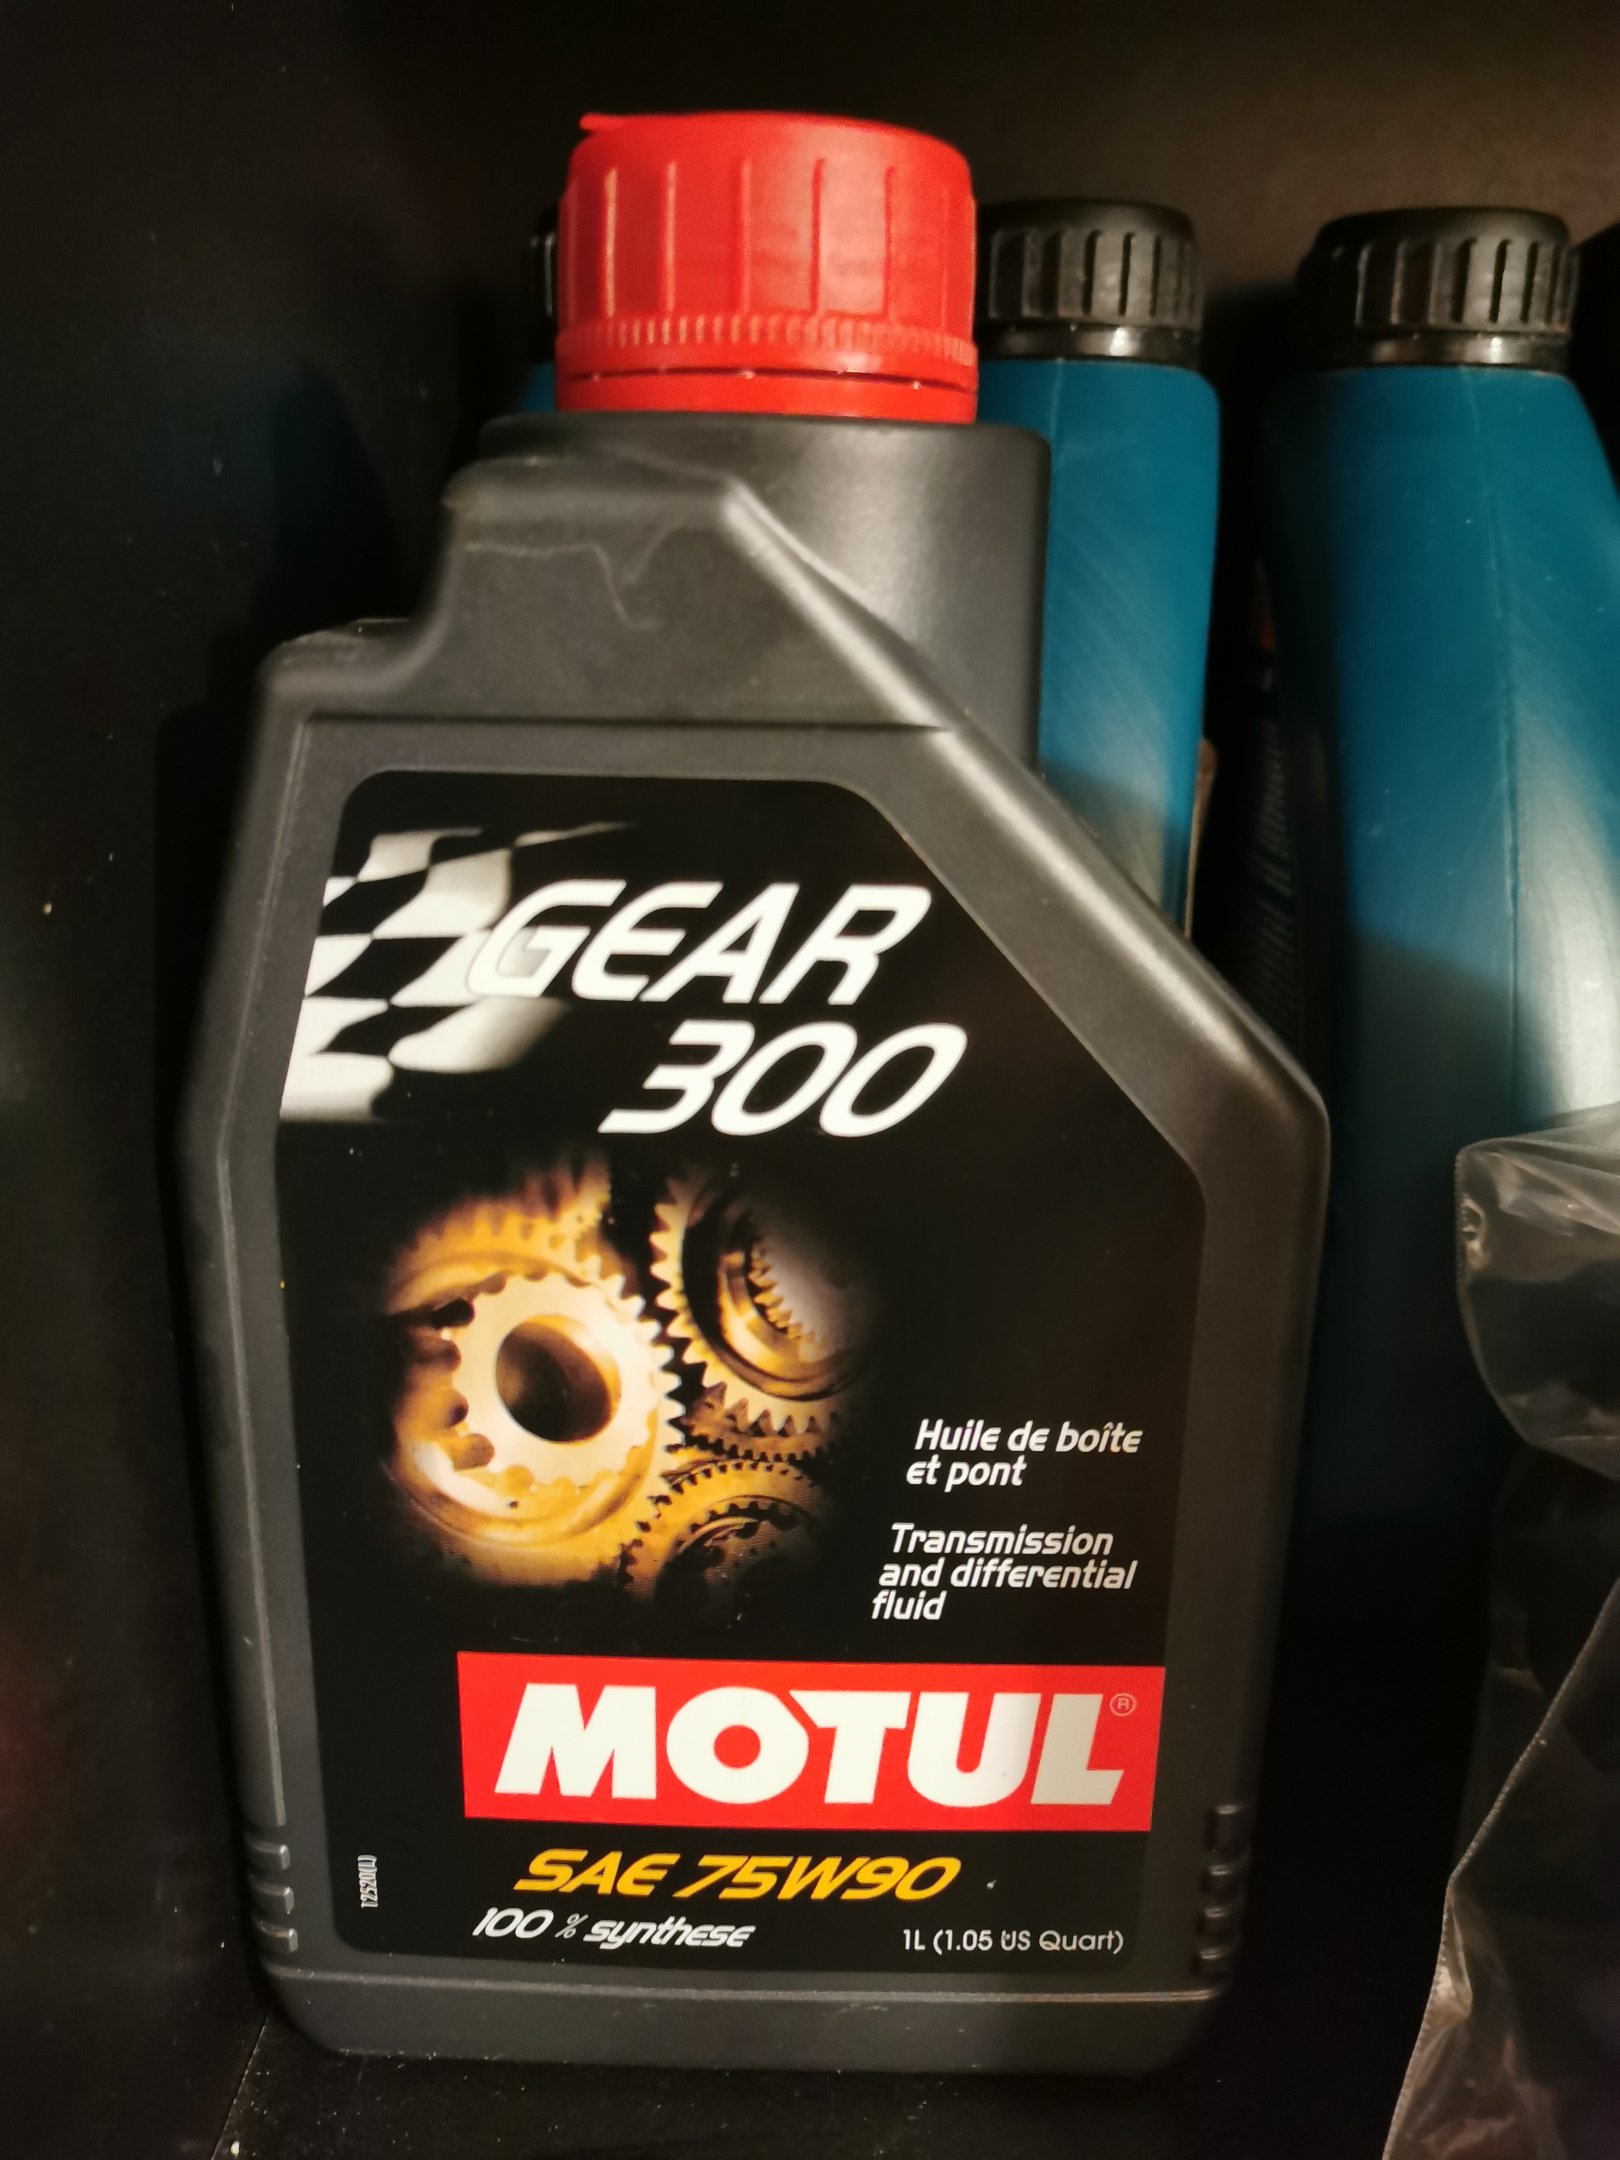 GEAR
300
Huile de boîte
et pont
Transmission
and differential
fluid
MOTUL®
SAE 75W90
100 % synthese
1L (1.05 US Quart)